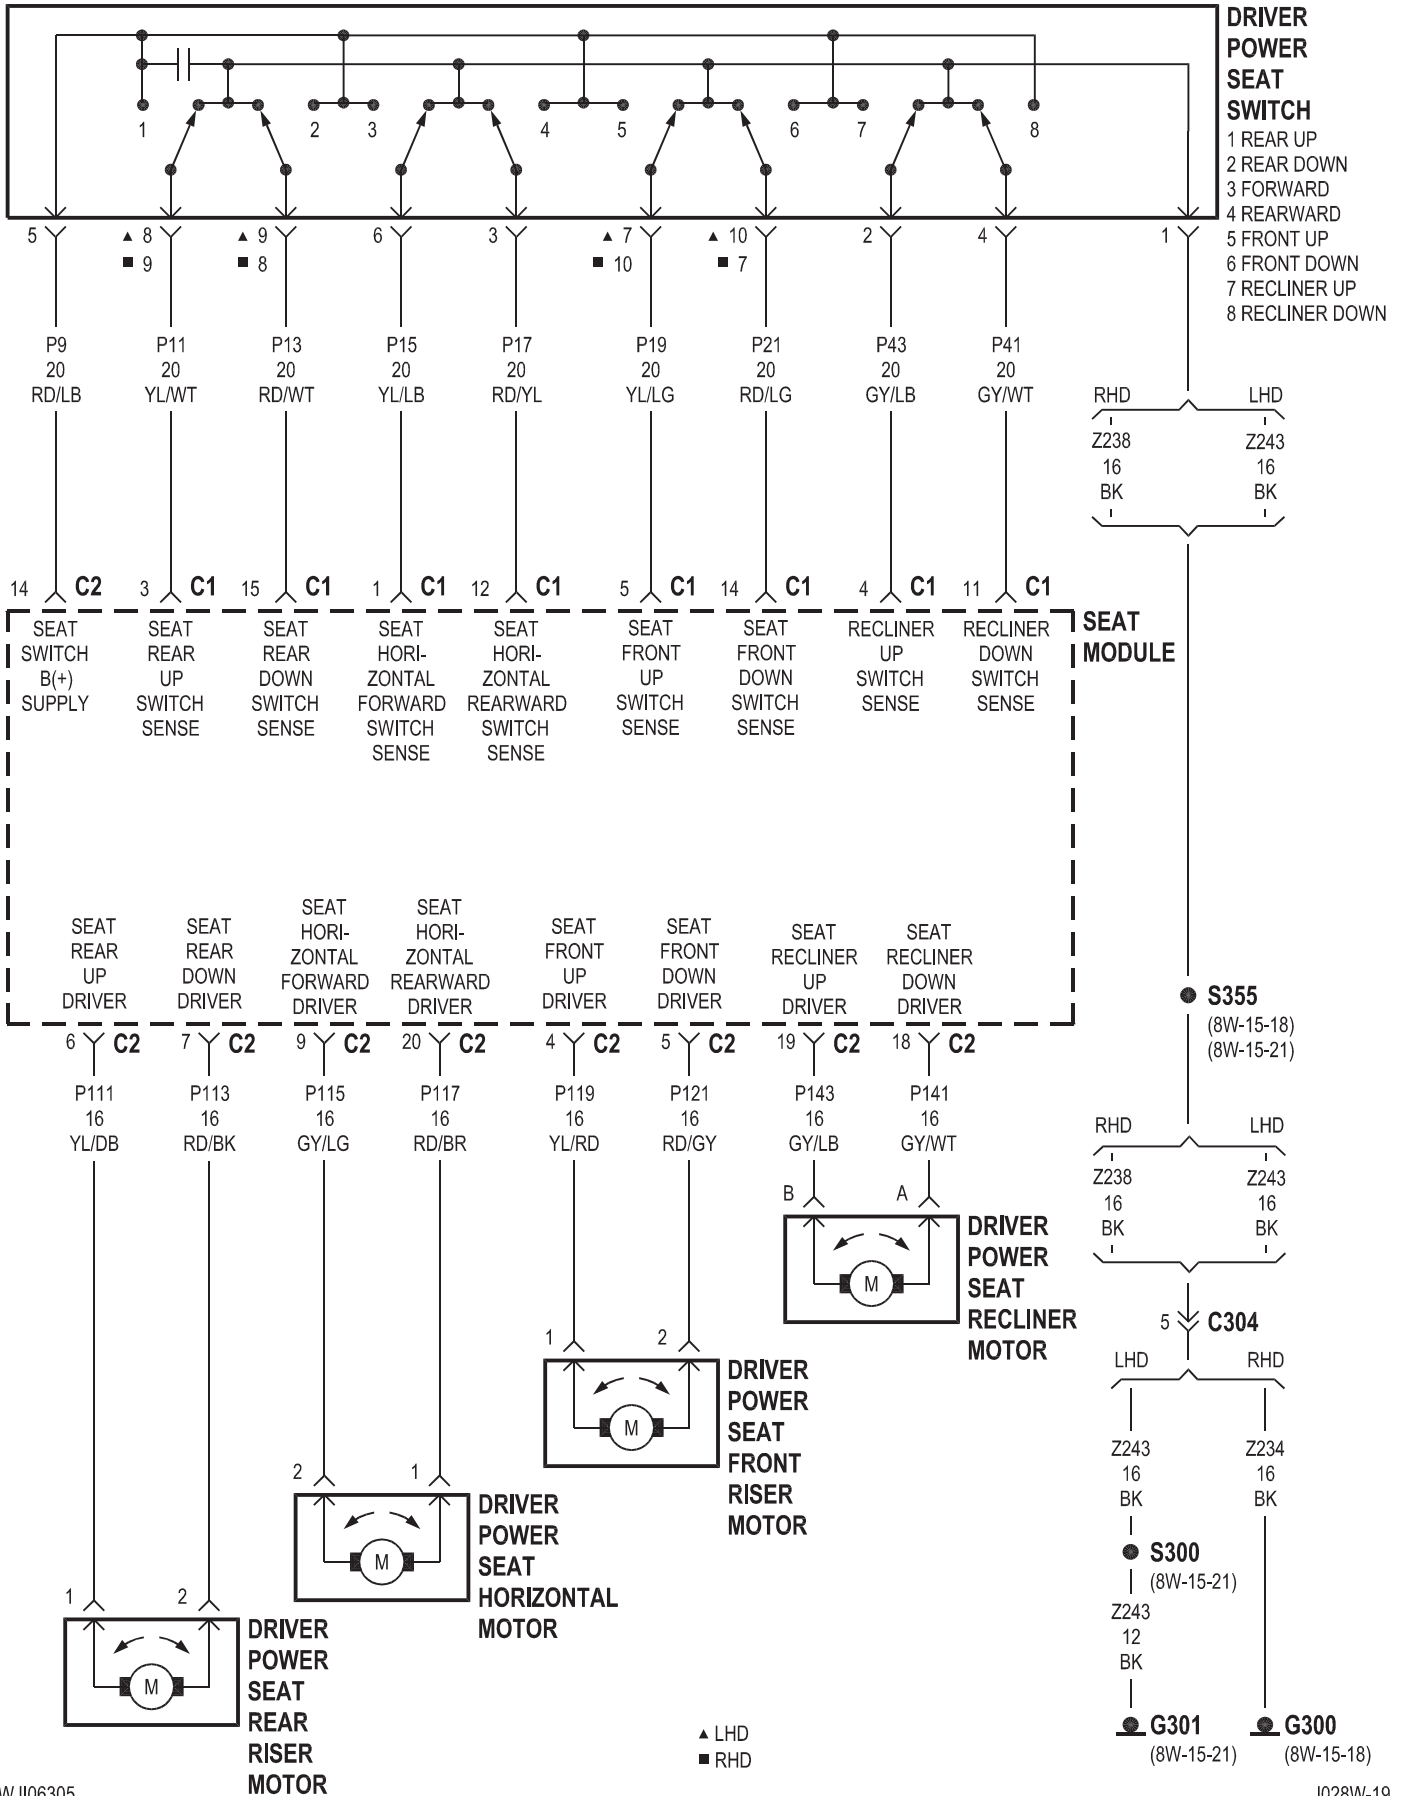 DRIVER
POWER
SEAT
SWITCH
1 REAR UP
2 REAR DOWN
3 FORWARD
4 REARWARD
5 FRONT UP
6 FRONT DOWN
7 RECLINER UP
8 RECLINER DOWN
1 2 3 4 5 6 7 8
5 ▲ 8 ▲ 9 6 3 ▲ 7 ▲ 10 2 4 1
■ 9 ■ 8 ■ 10 ■ 7
P9 P11 P13 P15 P17 P19 P21 P43 P41
20 20 20 20 20 20 20 20 20
RD/LB YL/WT RD/WT YL/LB RD/YL YL/LG RD/LG GY/LB GY/WT
RHD LHD
Z238 Z243
16 16
BK BK
14 C2 3 C1 15 C1 1 C1 12 C1 5 C1 14 C1 4 C1 11 C1
SEAT
SWITCH
B(+)
SUPPLY
SEAT
REAR
UP
SWITCH
SENSE
SEAT
REAR
DOWN
SWITCH
SENSE
SEAT
HORI-
ZONTAL
FORWARD
SWITCH
SENSE
SEAT
HORI-
ZONTAL
REARWARD
SWITCH
SENSE
SEAT
FRONT
UP
SWITCH
SENSE
SEAT
FRONT
DOWN
SWITCH
SENSE
RECLINER
UP
SWITCH
SENSE
RECLINER
DOWN
SWITCH
SENSE
SEAT
MODULE
SEAT
REAR
UP
DRIVER
SEAT
REAR
DOWN
DRIVER
SEAT
HORI-
ZONTAL
FORWARD
DRIVER
SEAT
HORI-
ZONTAL
REARWARD
DRIVER
SEAT
FRONT
UP
DRIVER
SEAT
FRONT
DOWN
DRIVER
SEAT
RECLINER
UP
DRIVER
SEAT
RECLINER
DOWN
DRIVER
S355
(8W-15-18)
(8W-15-21)
6 C2 7 C2 9 C2 20 C2 4 C2 5 C2 19 C2 18 C2
P111 P113 P115 P117 P119 P121 P143 P141
16 16 16 16 16 16 16 16
YL/DB RD/BK GY/LG RD/BR YL/RD RD/GY GY/LB GY/WT
RHD LHD
Z238 Z243
16 16
BK BK
B A
M
DRIVER
POWER
SEAT
RECLINER
MOTOR
5 C304
LHD RHD
1 2
M
DRIVER
POWER
SEAT
FRONT
RISER
MOTOR
Z243 Z234
16 16
BK BK
2 1
M
DRIVER
POWER
SEAT
HORIZONTAL
MOTOR
S300
(8W-15-21)
Z243
12
BK
1 2
M
DRIVER
POWER
SEAT
REAR
RISER
MOTOR
G301
(8W-15-21)
G300
(8W-15-18)
▲ LHD
■ RHD
J028W-19